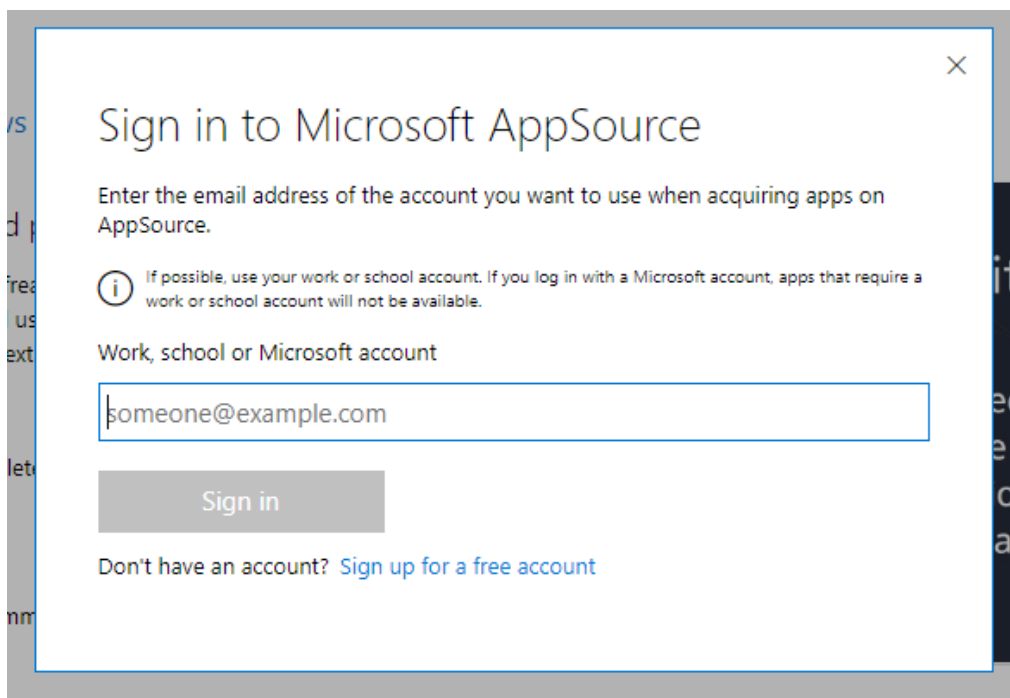 Sign in to Microsoft AppSource
Enter the email address of the account you want to use when acquiring apps on
AppSource.
If possible, use your work or school account. If you log in with a Microsoft account, apps that require a
work or school account will not be available.
Work, school or Microsoft account
someone@example.com
Sign in
Don't have an account? Sign up for a free account